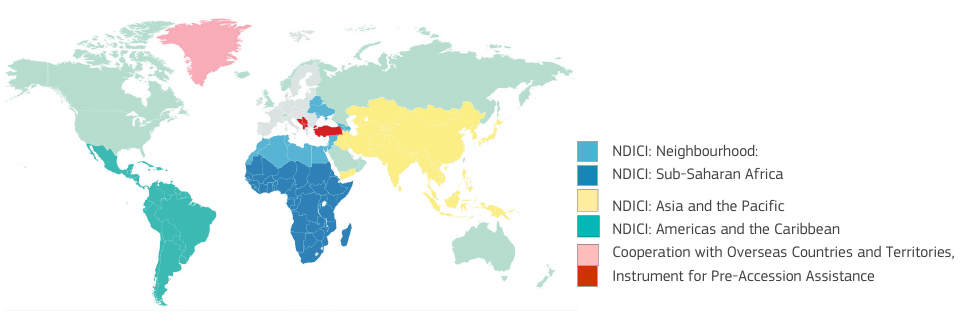 NDICI: Neighbourhood:
NDICI: Sub-Saharan Africa
NDICI: Asia and the Pacific
NDICI: Americas and the Caribbean
Cooperation with Overseas Countries and Territories,
Instrument for Pre-Accession Assistance